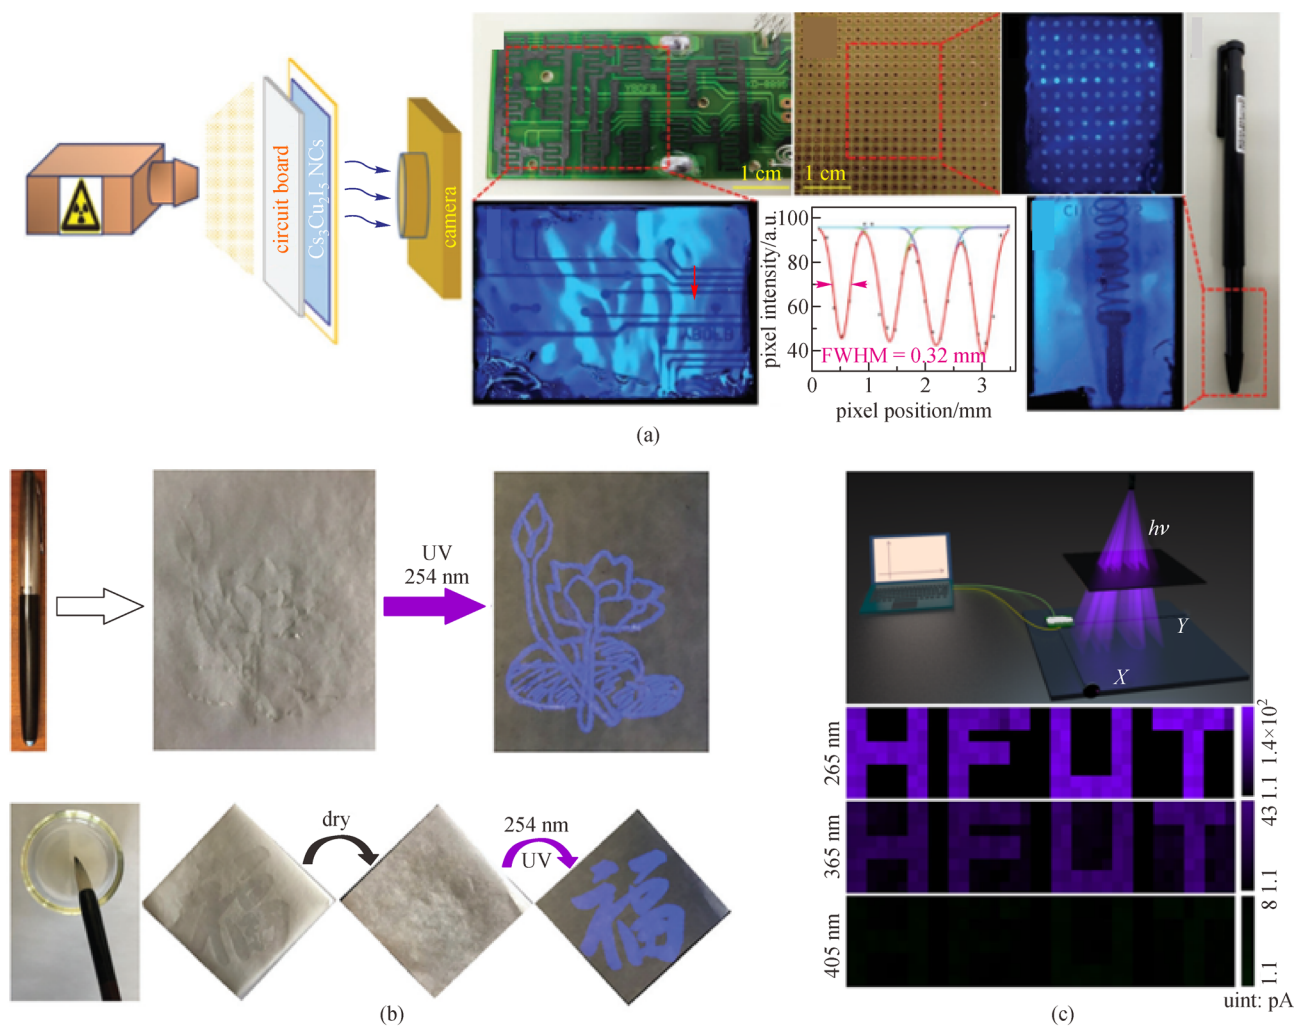 circuit board
Cs3Cu2I5 NCs
camera
1 cm
1 cm
pixel intensity/a.u.
100
80
60
40
FWHM = 0.32 mm
0
1
2
3
pixel position/mm
(a)
UV
254 nm
dry
254 nm
UV
福
福
(b)
hν
Y
X
265 nm
H F U T
1.1 1.4×10²
365 nm
H F U T
1.1 43
405 nm
1.1 8
uint: pA
(c)